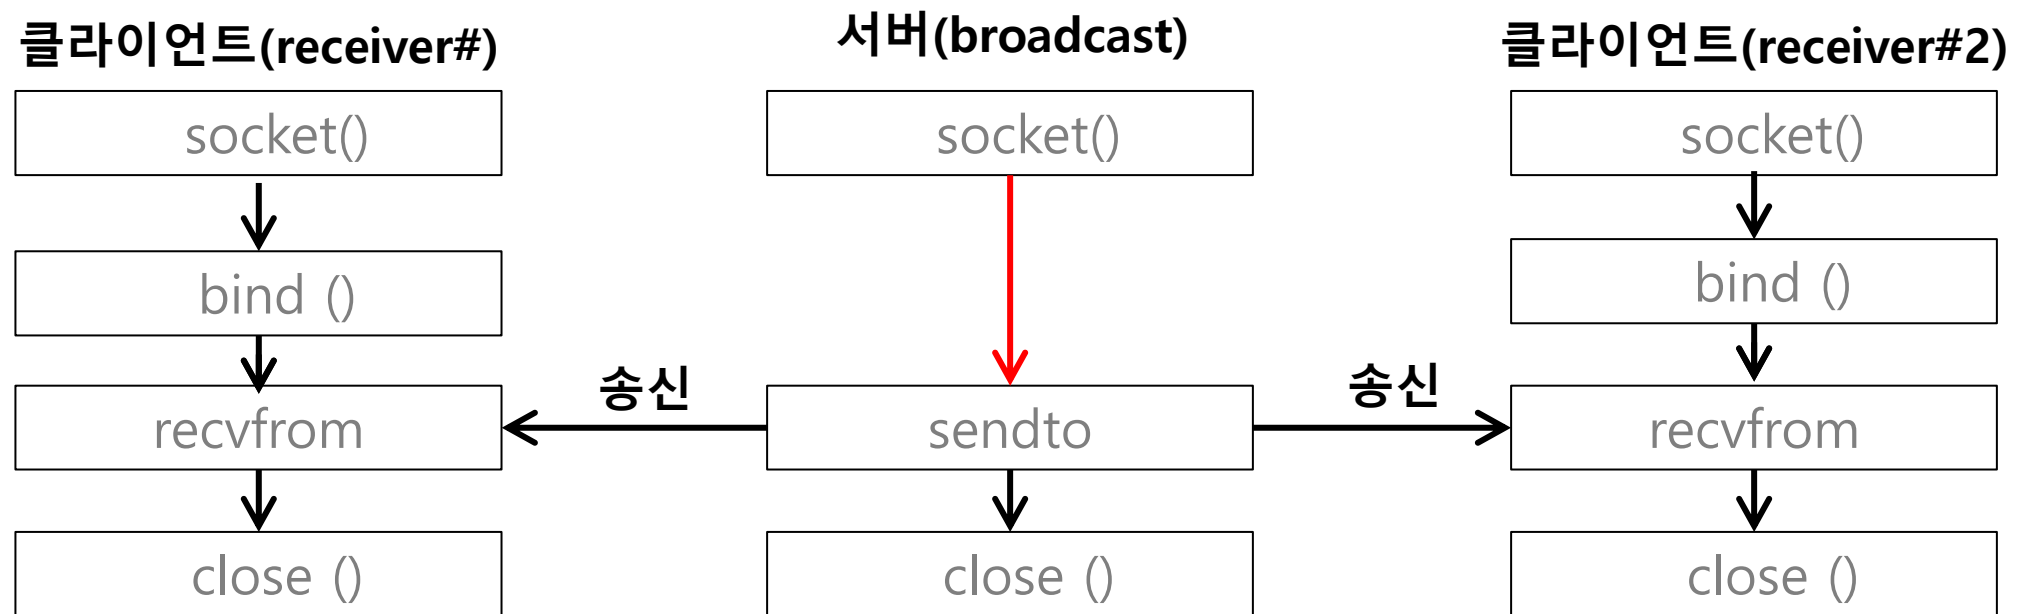 클라이언트(receiver#)
socket()
bind ()
recvfrom
close ()
송신
서버(broadcast)
socket()
sendto
close ()
송신
클라이언트(receiver#2)
socket()
bind ()
recvfrom
close ()